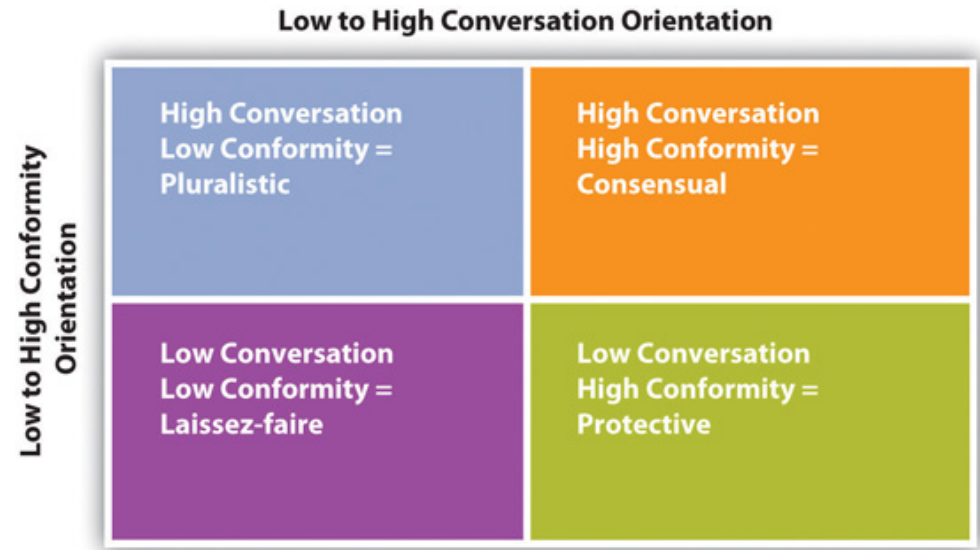 Low to High Conversation Orientation
Low to High Conformity
Orientation
High Conversation
Low Conformity =
Pluralistic
High Conversation
High Conformity =
Consensual
Low Conversation
Low Conformity =
Laissez-faire
Low Conversation
High Conformity =
Protective